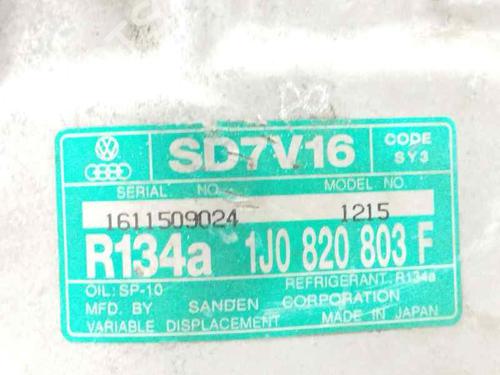 SD7V16 CODE
SY3
SERIAL NO. MODEL NO.
1611509024 1215
R134a 1J0 820 803 F
OIL: SP-10 REFRIGERANT: R134a
MFD. BY SANDEN CORPORATION
VARIABLE DISPLACEMENT MADE IN JAPAN